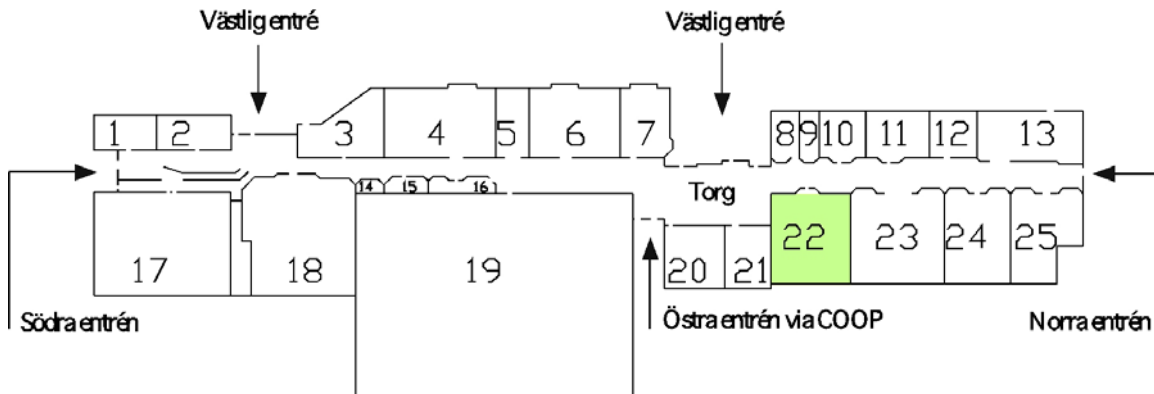 Västlig entré Västlig entré
1 2 3 4 5 6 7 8 9 10 11 12 13
14 15 16 Torg
17 18 19 20 21 22 23 24 25
Södra entrén Östra entrén via COOP Norra entrén